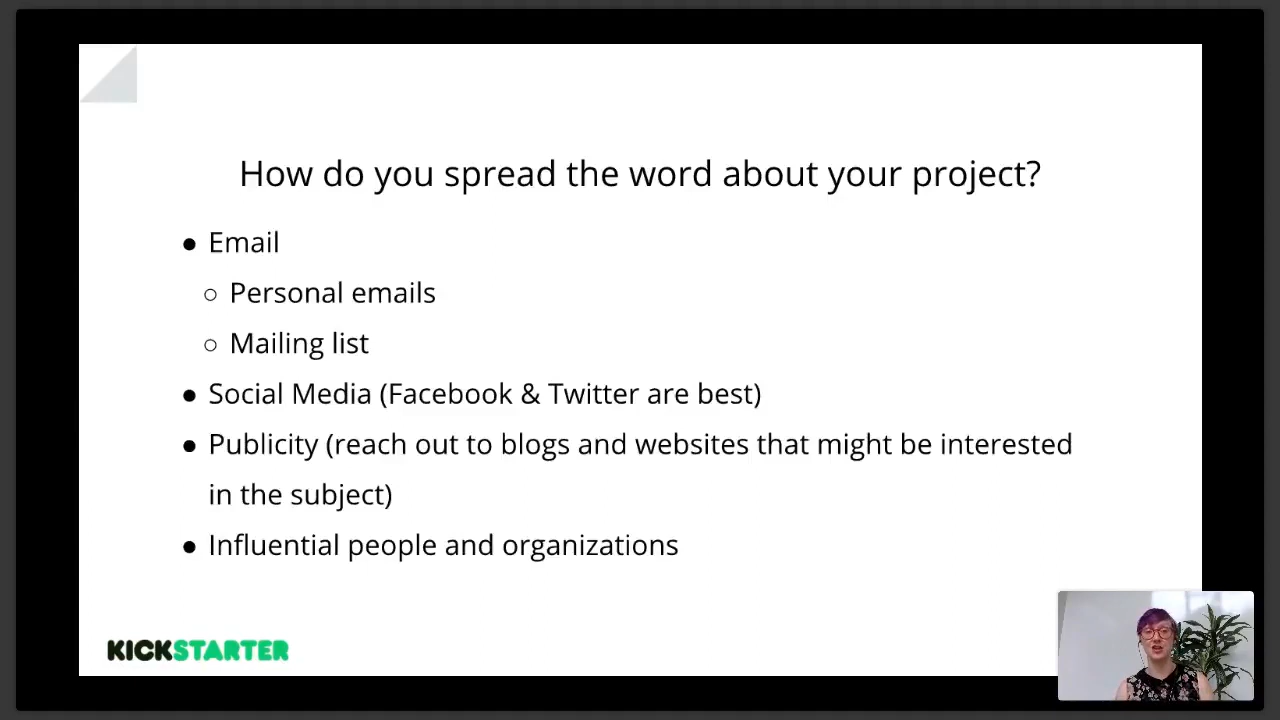 How do you spread the word about your project?
● Email
○ Personal emails
○ Mailing list
● Social Media (Facebook & Twitter are best)
● Publicity (reach out to blogs and websites that might be interested
in the subject)
● Influential people and organizations
KICKSTARTER